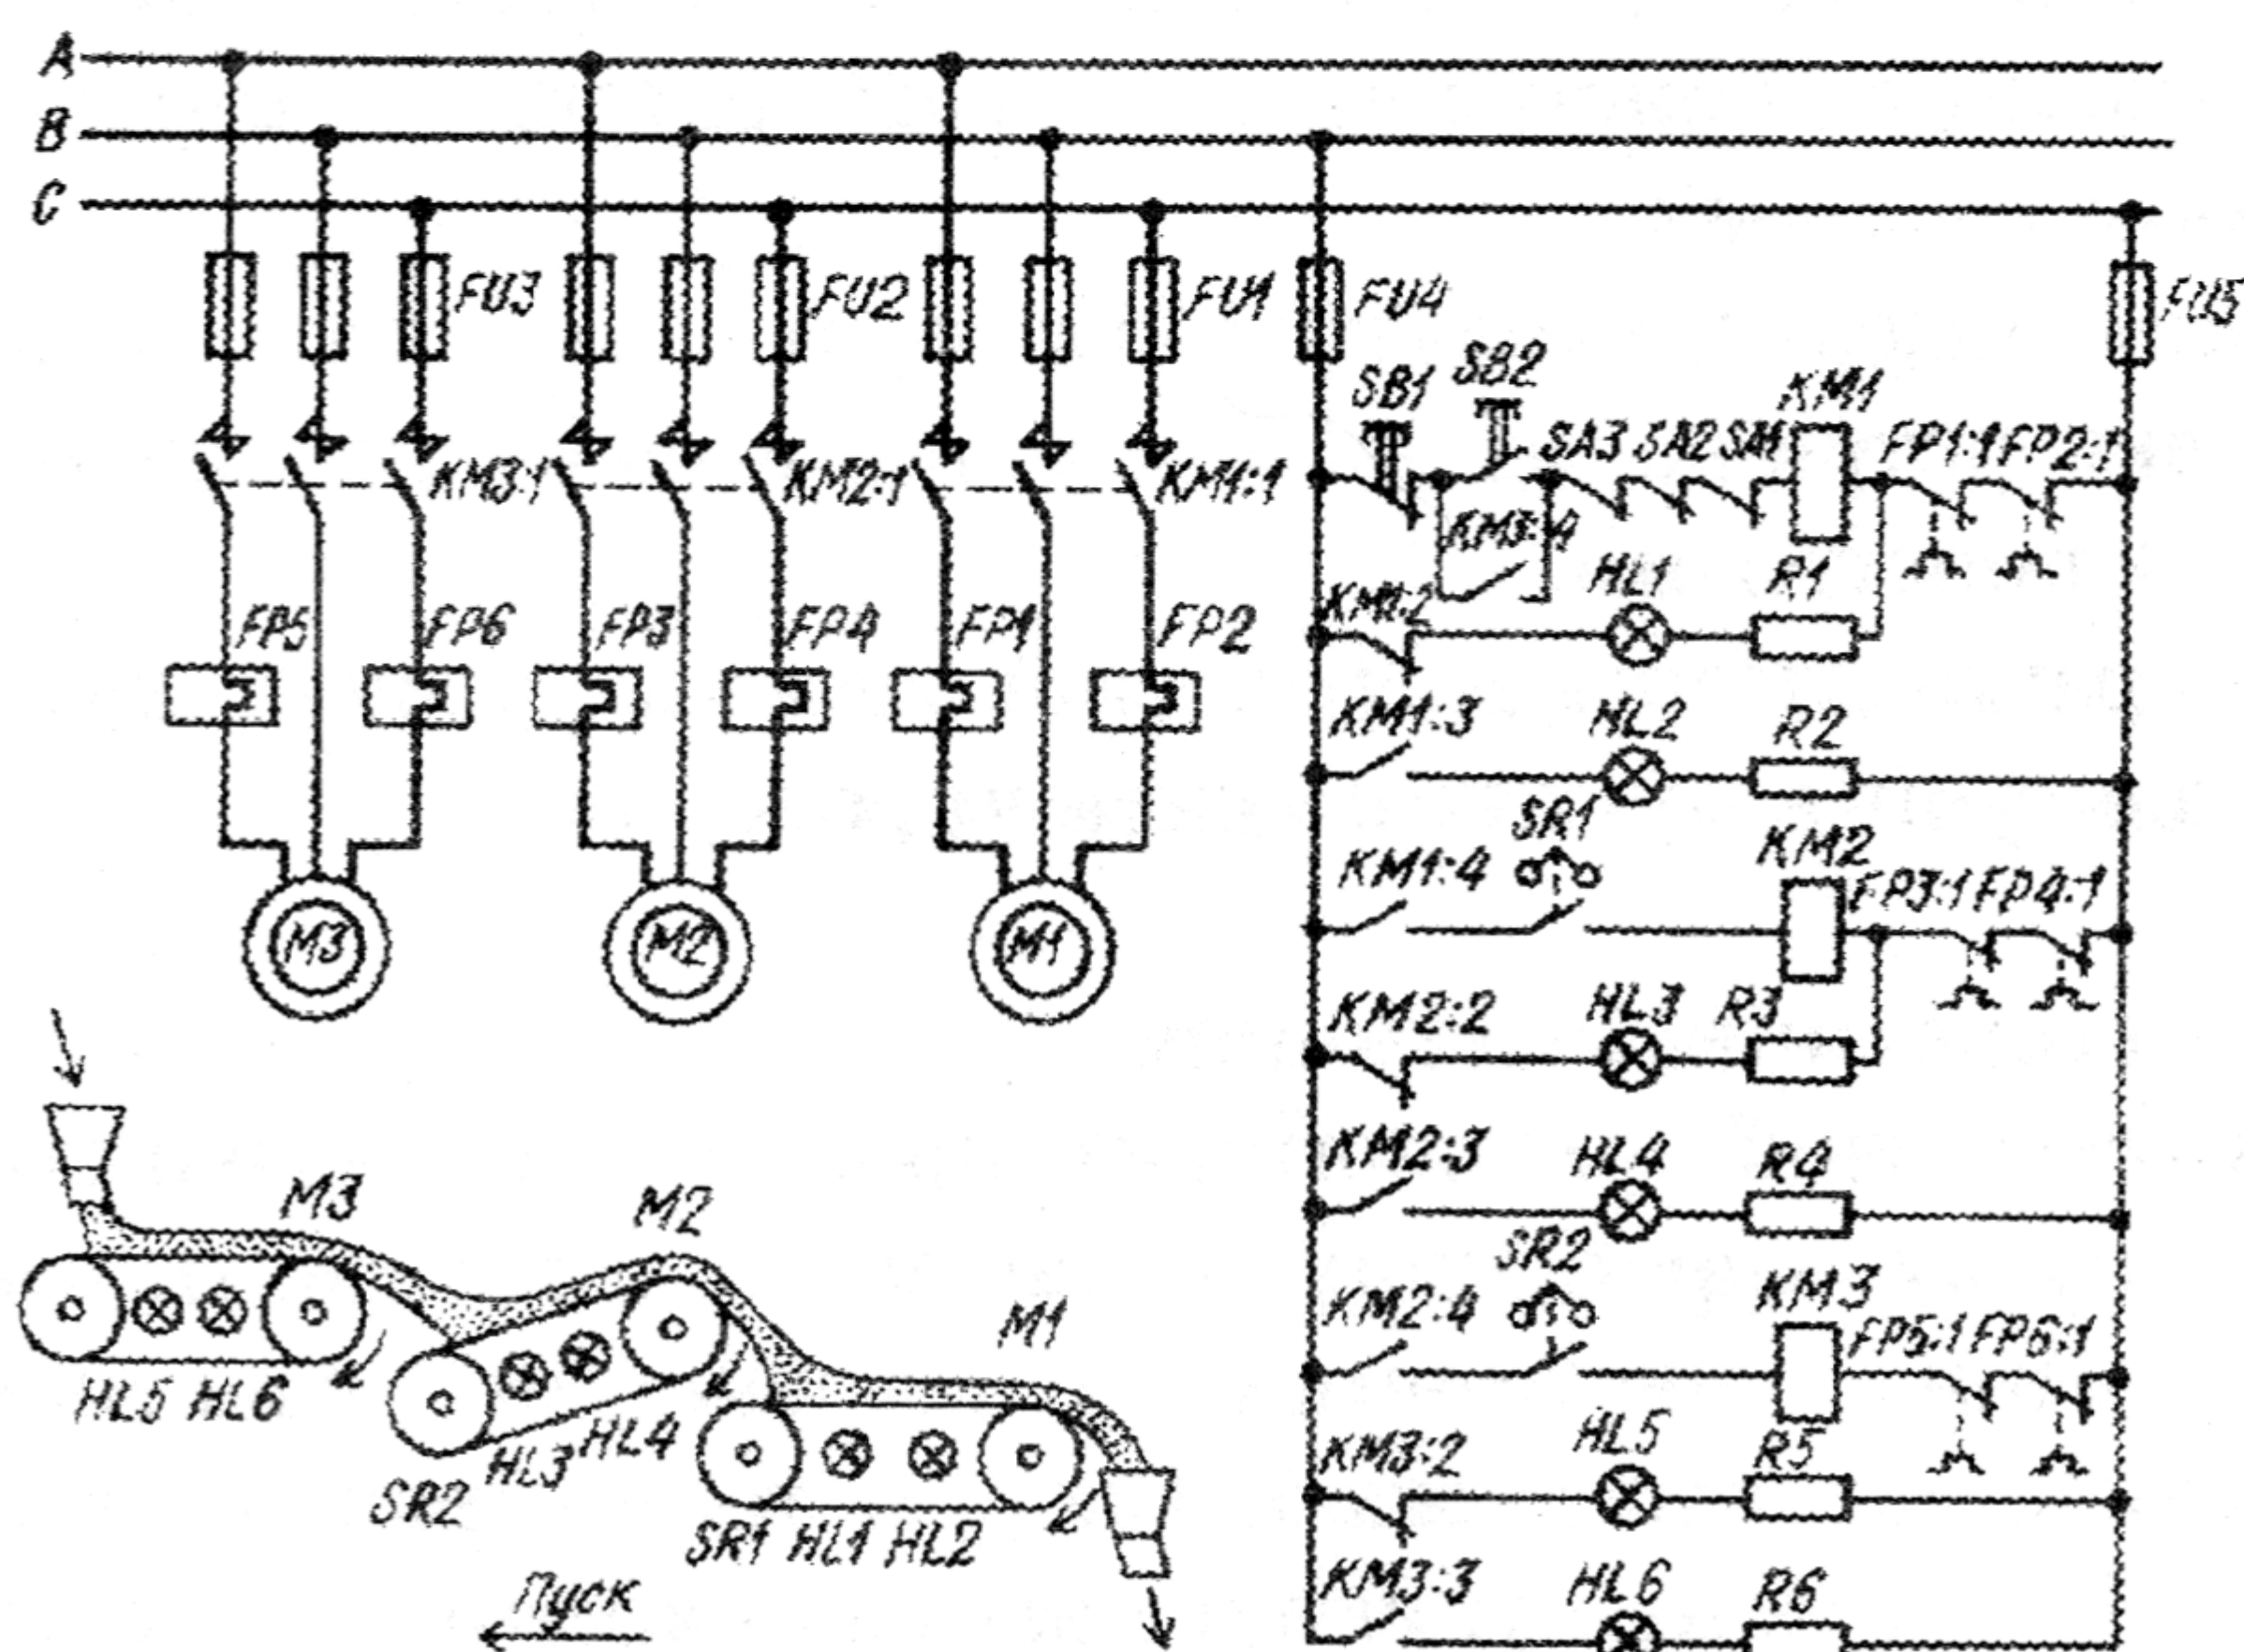 A
B
C
FU3 FU2 FU1 FU4 FU5
SB1 SB2 KM1
SA3 SA2 SA1 FP1:1 FP2:1
KM3:1 KM2:1 KM1:1
KM3:4
KM1:2 HL1 R1
FP5 FP6 FP3 FP4 FP1 FP2
KM1:3 HL2 R2
SR1
KM1:4 KM2
FP3:1 FP4:1
M3 M2 M1
KM2:2 HL3 R3
KM2:3 HL4 R4
SR2
KM2:4 KM3
FP5:1 FP6:1
M3 M2 M1
HL5 HL6
HL3 HL4
SR2
SR1 HL1 HL2
KM3:2 HL5 R5
KM3:3 HL6 R6
Пуск